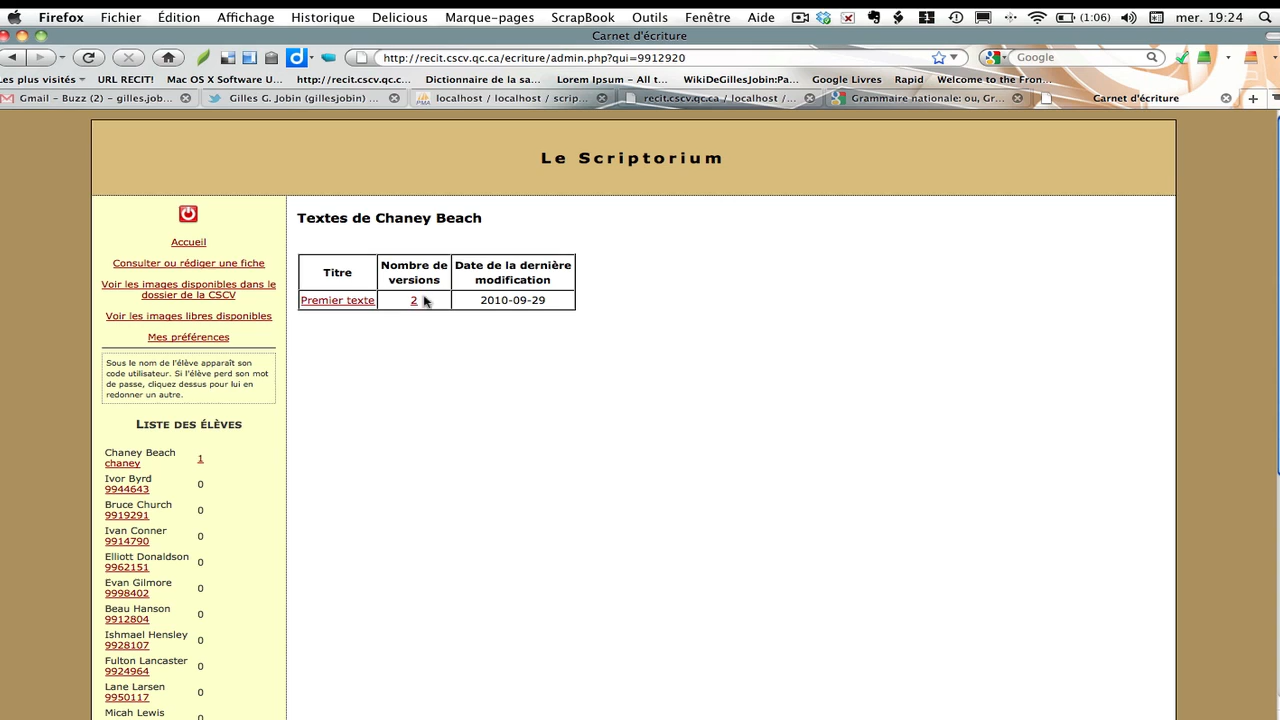 Firefox Fichier Édition Affichage Historique Delicious Marque-pages ScrapBook Outils Fenêtre Aide (1:06) mer. 19:24
Carnet d'écriture
http://recit.cscv.qc.ca/ecriture/admin.php?qui=9912920 Google
Les plus visités URL RECIT! Mac OS X Software U... http://recit.cscv.qc.c... Dictionnaire de la sa... Lorem Ipsum - All t... WikiDeGillesJobin:Pa... Google Livres Rapid Welcome to the Fron...
Gmail - Buzz (2) - gilles.job... Gilles G. Jobin (gillesjobin) ... localhost / localhost / scrip... recit.cscv.qc.ca / localhost /... Grammaire nationale: ou, Gr... Carnet d'écriture
Le Scriptorium
Textes de Chaney Beach
Titre Nombre de versions Date de la dernière modification
Premier texte 2 2010-09-29
Accueil
Consulter ou rédiger une fiche
Voir les images disponibles dans le
dossier de la CSCV
Voir les images libres disponibles
Mes préférences
Sous le nom de l'élève apparaît son
code utilisateur. Si l'élève perd son mot
de passe, cliquez dessus pour lui en
redonner un autre.
Liste des élèves
Chaney Beach
chaney 1
Ivor Byrd
9944643 0
Bruce Church
9919291 0
Ivan Conner
9914790 0
Elliott Donaldson
9962151 0
Evan Gilmore
9998402 0
Beau Hanson
9912804 0
Ishmael Hensley
9928107 0
Fulton Lancaster
9924964 0
Lane Larsen
9950117 0
Micah Lewis
0